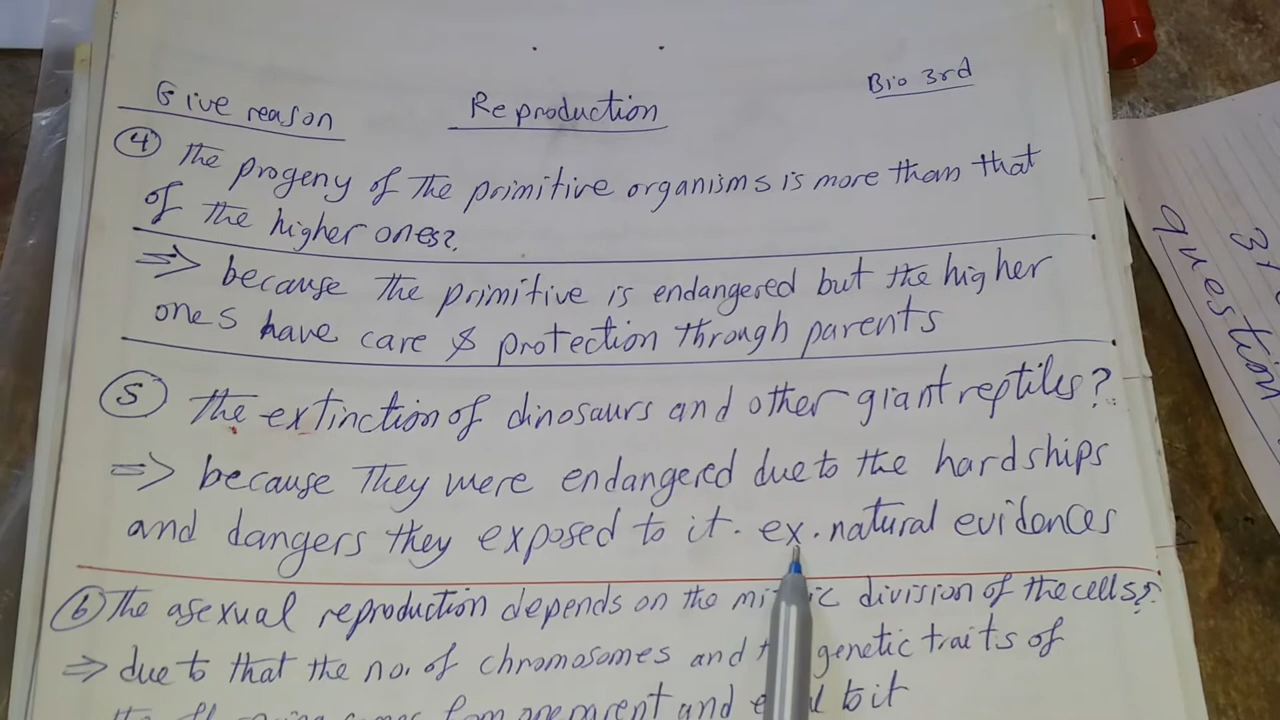 Give reason
Reproduction
Bio 3rd
④ The progeny of the primitive organisms is more than that
of the higher ones?
⇒ because the primitive is endangered but the higher
ones have care & protection through parents
⑤ The extinction of dinosaurs and other giant reptiles?
⇒ because They were endangered due to the hardships
and dangers they exposed to it. ex. natural evidences
⑥ The asexual reproduction depends on the division of the cells?
⇒ due to that the no. of chromosomes and genetic traits of
parent and to it
question